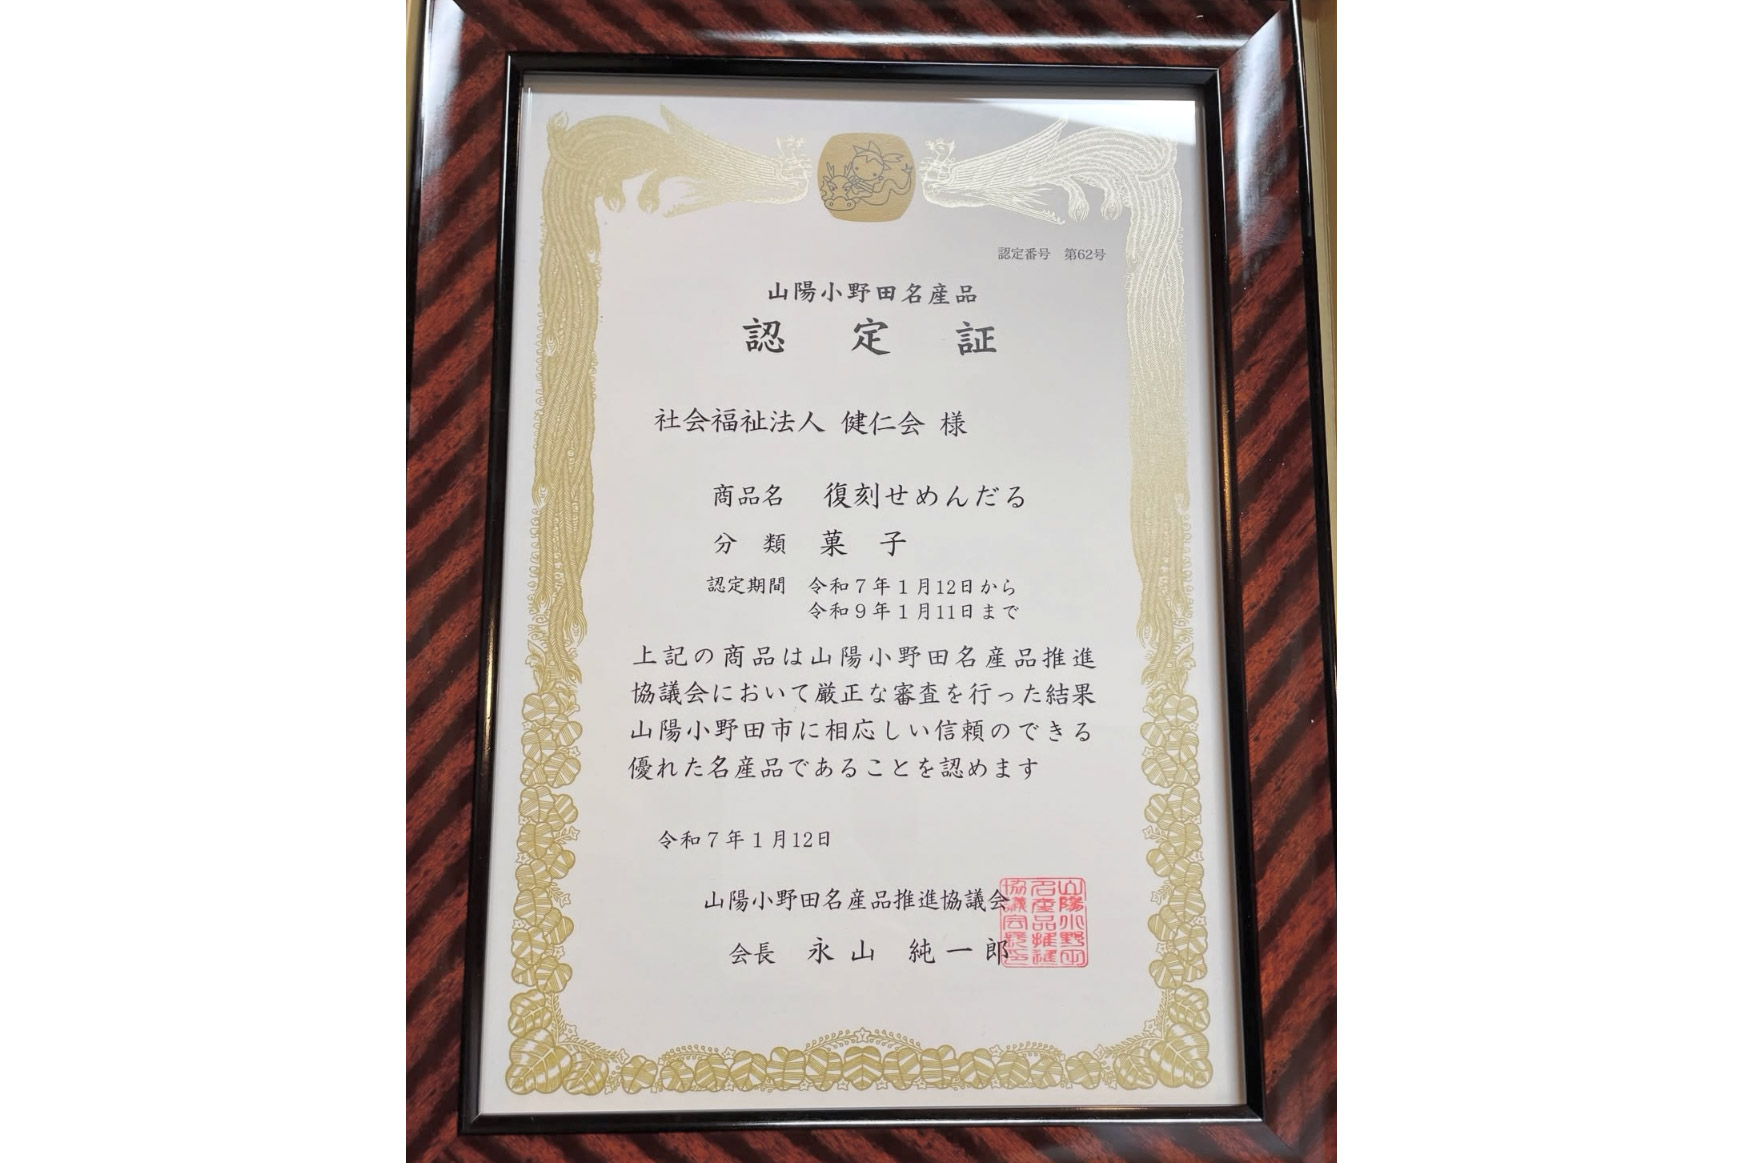 認定番号　第62号
山陽小野田名産品
認　定　証
社会福祉法人 健仁会 様
商品名　復刻せめんだる
分　類　菓　子
認定期間　令和７年１月12日から
令和９年１月11日まで
上記の商品は山陽小野田名産品推進
協議会において厳正な審査を行った結果
山陽小野田市に相応しい信頼のできる
優れた名産品であることを認めます
令和７年１月12日
山陽小野田名産品推進協議会
会長　永山　純一郎